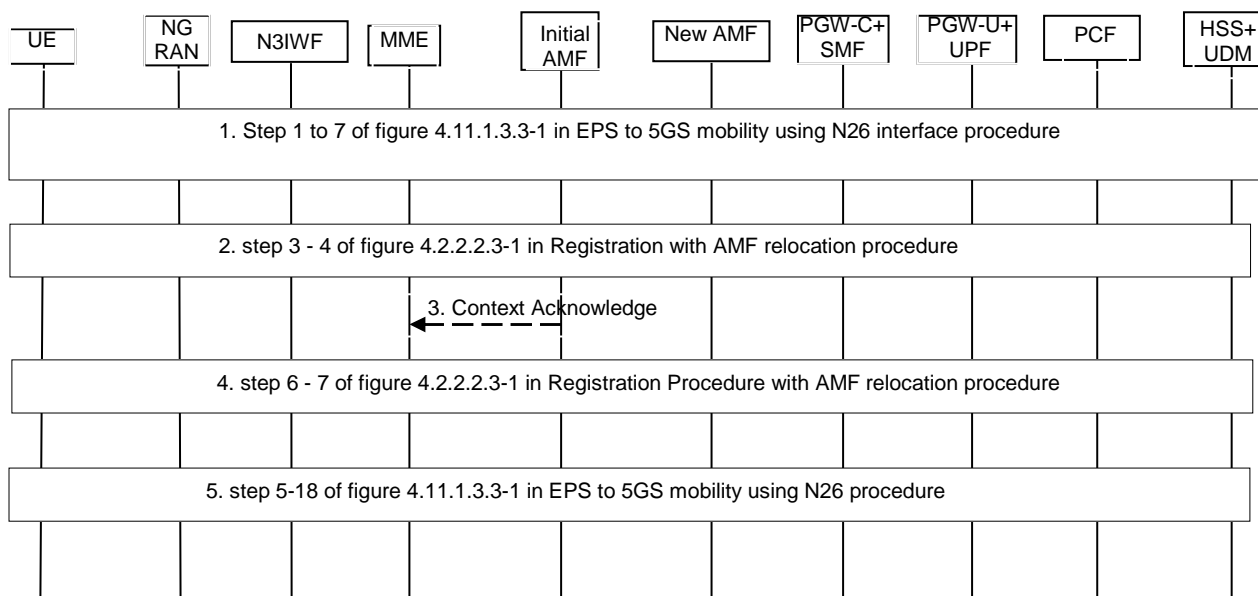 UE
NG
RAN
N3IWF
MME
Initial
AMF
New AMF
PGW-C+
SMF
PGW-U+
UPF
PCF
HSS+
UDM
1. Step 1 to 7 of figure 4.11.1.3.3-1 in EPS to 5GS mobility using N26 interface procedure
2. step 3 - 4 of figure 4.2.2.2.3-1 in Registration with AMF relocation procedure
3. Context Acknowledge
4. step 6 - 7 of figure 4.2.2.2.3-1 in Registration Procedure with AMF relocation procedure
5. step 5-18 of figure 4.11.1.3.3-1 in EPS to 5GS mobility using N26 procedure